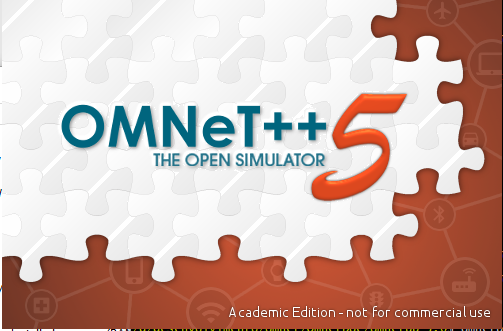 OMNeT++ 5
THE OPEN SIMULATOR
Academic Edition - not for commercial use